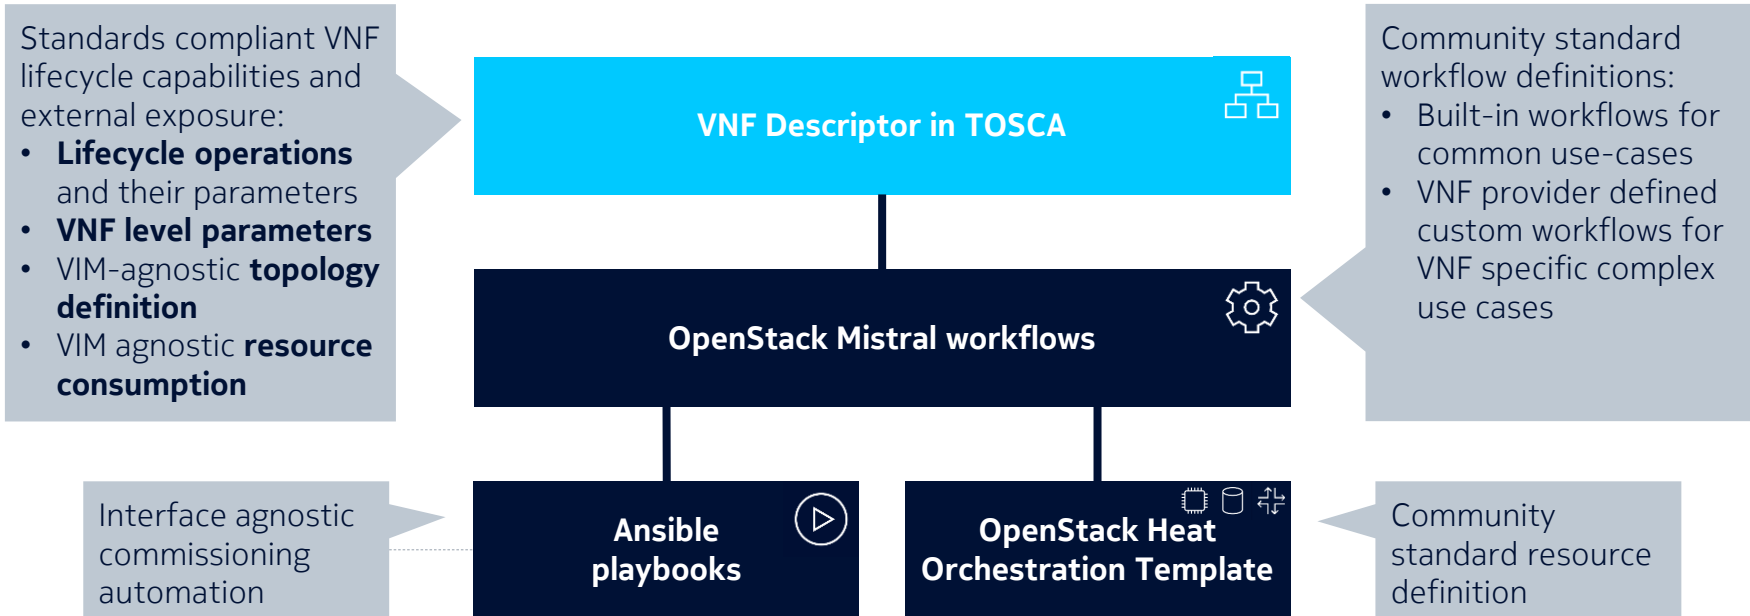 Standards compliant VNF
lifecycle capabilities and
external exposure:
• Lifecycle operations
and their parameters
• VNF level parameters
• VIM-agnostic topology
definition
• VIM agnostic resource
consumption
VNF Descriptor in TOSCA
Community standard
workflow definitions:
• Built-in workflows for
common use-cases
• VNF provider defined
custom workflows for
VNF specific complex
use cases
OpenStack Mistral workflows
Interface agnostic
commissioning
automation
Ansible
playbooks
OpenStack Heat
Orchestration Template
Community
standard resource
definition